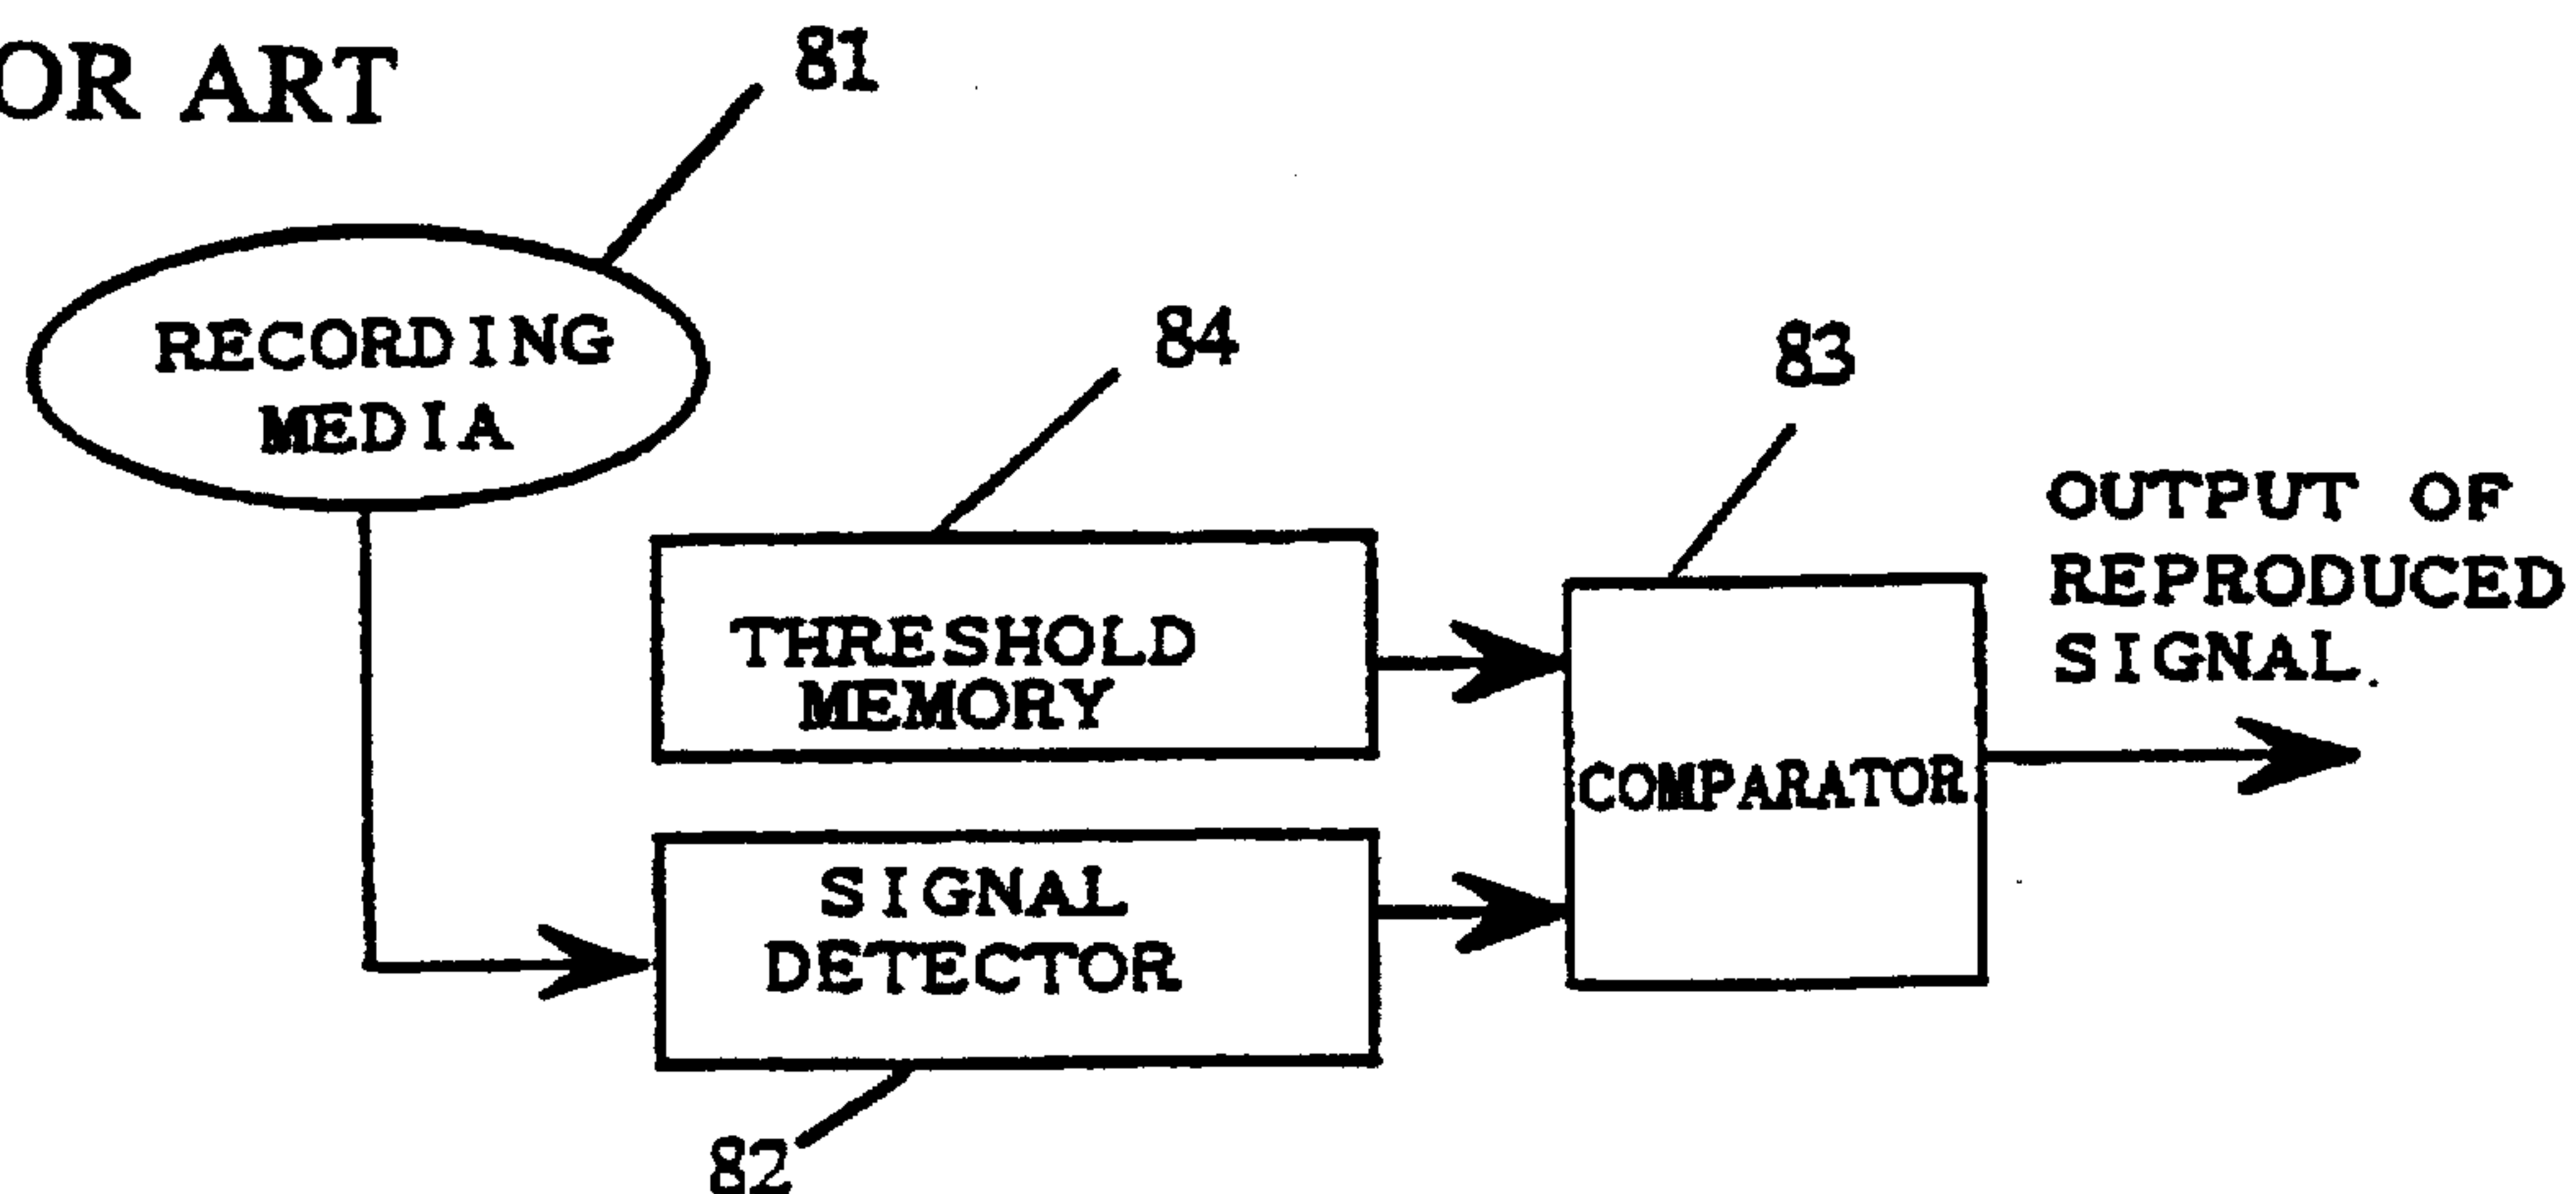 OR ART
81
RECORDING
MEDIA
84
83
THRESHOLD
MEMORY
OUTPUT OF
REPRODUCED
SIGNAL
COMPARATOR
SIGNAL
DETECTOR
82